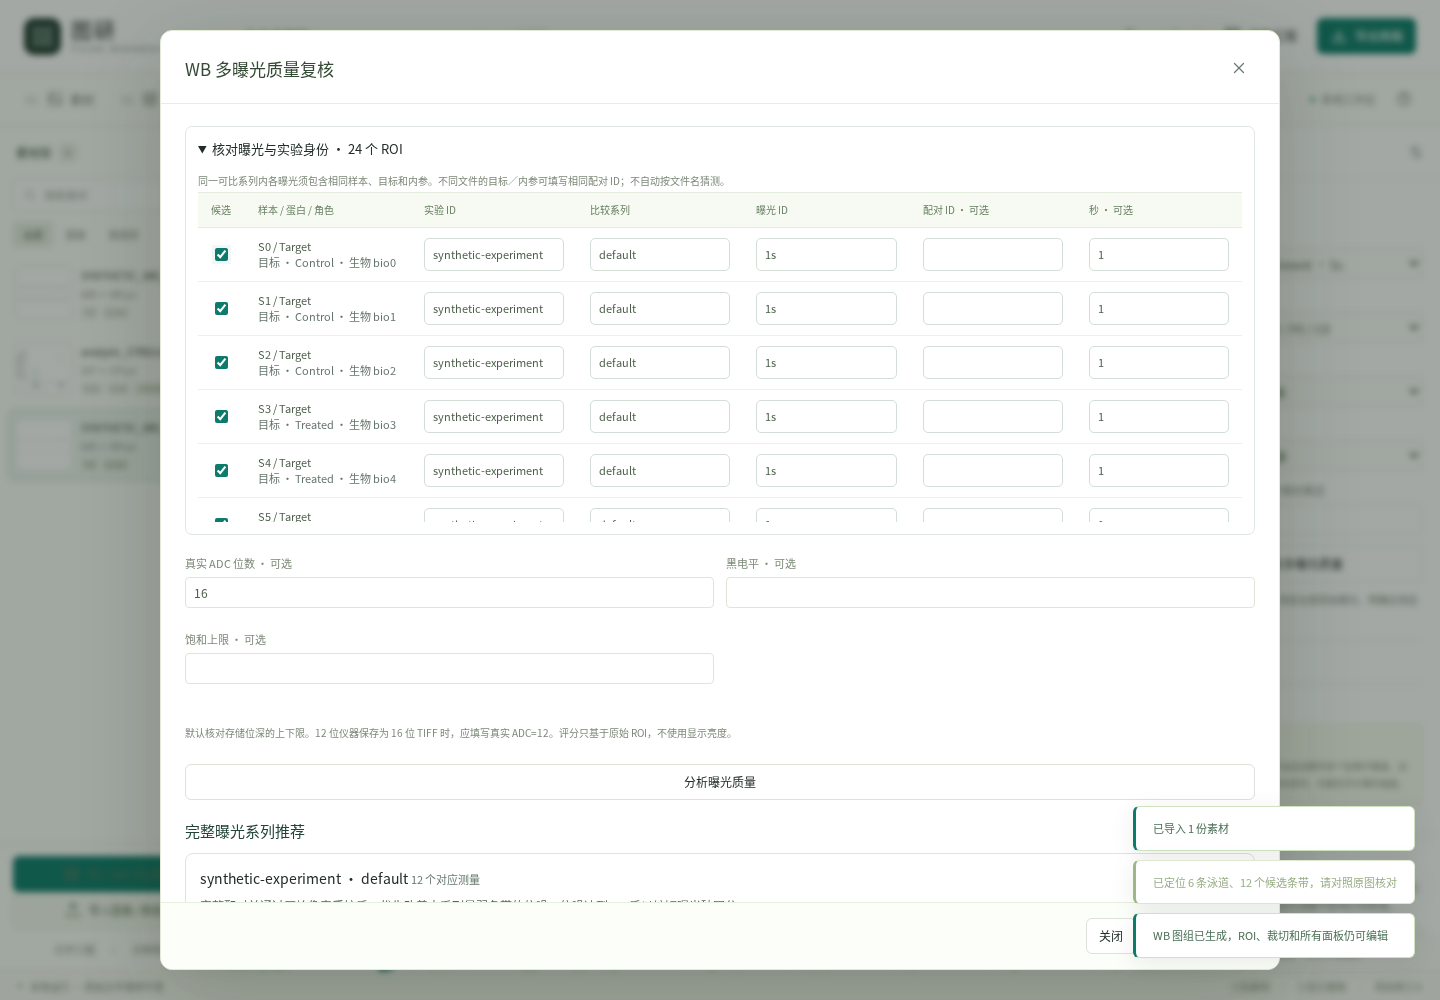 图研
WB 多曝光质量复核
▼ 核对曝光与实验身份 · 24 个 ROI
同一可比系列内各曝光须包含相同样本、目标和内参。不同文件的目标／内参可填写相同配对 ID；不自动按文件名猜测。
候选 样本 / 蛋白 / 角色 实验 ID 比较系列 曝光 ID 配对 ID · 可选 秒 · 可选
S0 / Target
目标 · Control · 生物 bio0 synthetic-experiment default 1s 1
S1 / Target
目标 · Control · 生物 bio1 synthetic-experiment default 1s 1
S2 / Target
目标 · Control · 生物 bio2 synthetic-experiment default 1s 1
S3 / Target
目标 · Treated · 生物 bio3 synthetic-experiment default 1s 1
S4 / Target
目标 · Treated · 生物 bio4 synthetic-experiment default 1s 1
S5 / Target
真实 ADC 位数 · 可选 黑电平 · 可选
16
饱和上限 · 可选
默认核对存储位深的上下限。12 位仪器保存为 16 位 TIFF 时，应填写真实 ADC=12。评分只基于原始 ROI，不使用显示亮度。
分析曝光质量
完整曝光系列推荐
synthetic-experiment · default 12 个对应测量
关闭
已导入 1 份素材
已定位 6 条泳道、12 个候选条带，请对照原图核对
WB 图组已生成，ROI、裁切和所有面板仍可编辑